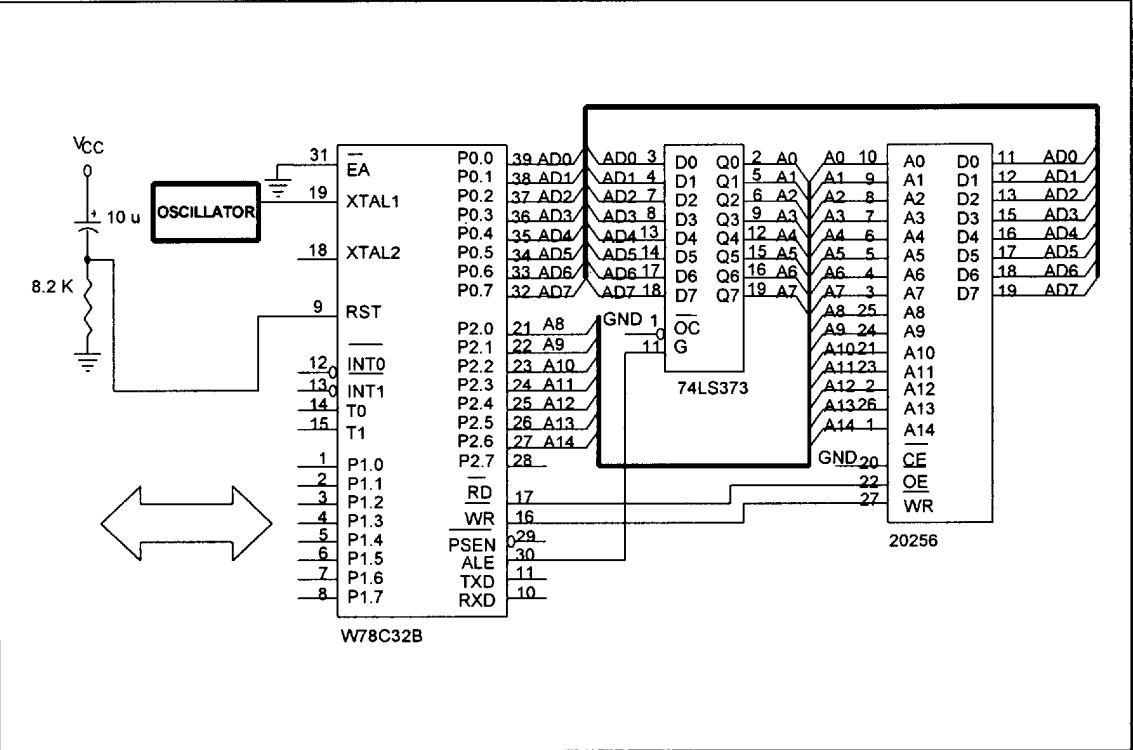 VCC
10 u
8.2 K
OSCILLATOR
31 EA
19 XTAL1
18 XTAL2
9 RST
12 INT0
13 INT1
14 T0
15 T1
1 P1.0
2 P1.1
3 P1.2
4 P1.3
5 P1.4
6 P1.5
7 P1.6
8 P1.7
P0.0 39 AD0
P0.1 38 AD1
P0.2 37 AD2
P0.3 36 AD3
P0.4 35 AD4
P0.5 34 AD5
P0.6 33 AD6
P0.7 32 AD7
P2.0 21 A8
P2.1 22 A9
P2.2 23 A10
P2.3 24 A11
P2.4 25 A12
P2.5 26 A13
P2.6 27 A14
P2.7 28
RD 17
WR 16
PSEN 29
ALE 30
TXD 11
RXD 10
W78C32B
AD0 3 D0 Q0 2 A0
AD1 4 D1 Q1 5 A1
AD2 7 D2 Q2 6 A2
AD3 8 D3 Q3 9 A3
AD4 13 D4 Q4 12 A4
AD5 14 D5 Q5 15 A5
AD6 17 D6 Q6 16 A6
AD7 18 D7 Q7 19 A7
GND 1 OC
11 G
74LS373
A0 10 A0 D0 11 AD0
A1 9 A1 D1 12 AD1
A2 8 A2 D2 13 AD2
A3 7 A3 D3 15 AD3
A4 6 A4 D4 16 AD4
A5 5 A5 D5 17 AD5
A6 4 A6 D6 18 AD6
A7 3 A7 D7 19 AD7
A8 25 A8
A9 24 A9
A10 21 A10
A11 23 A11
A12 2 A12
A13 26 A13
A14 1 A14
GND 20 CE
22 OE
27 WR
20256